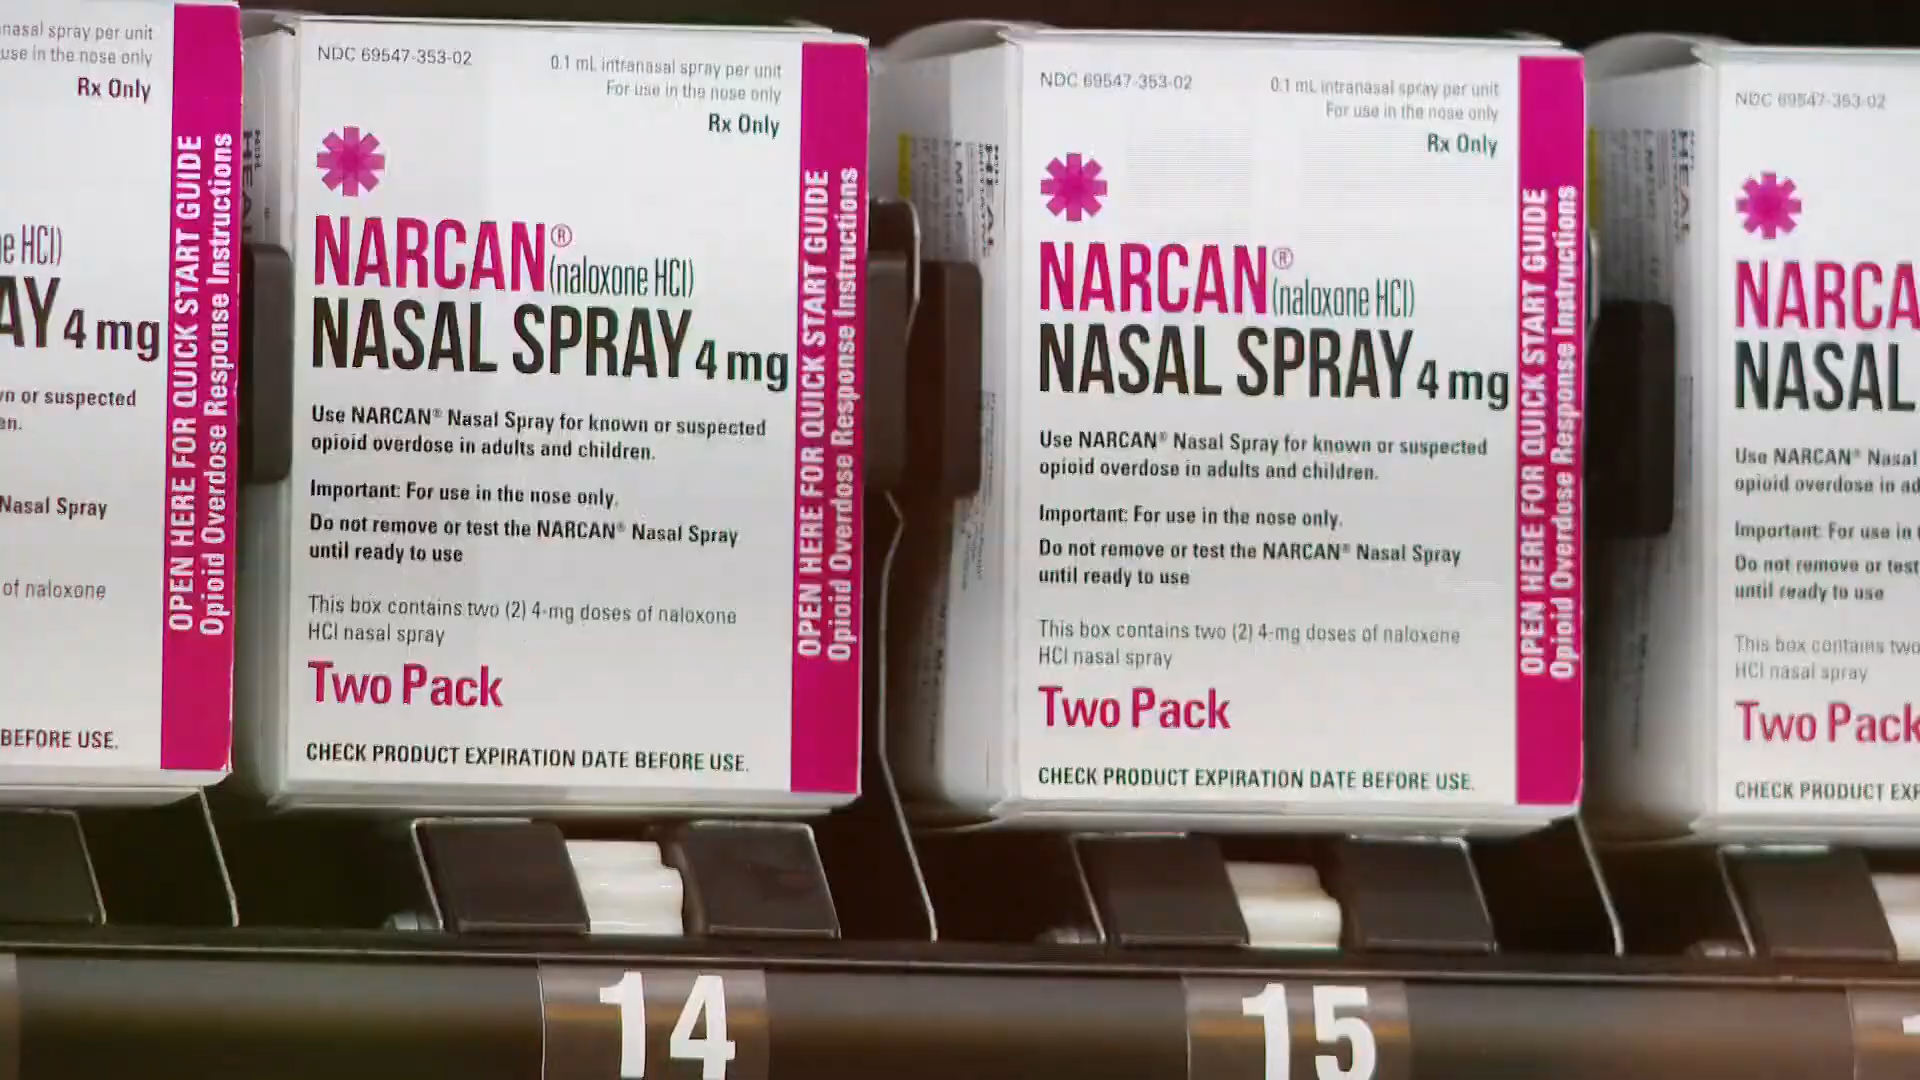 nasal spray per unit
use in the nose only
Rx Only
e HCl)
AY 4 mg
n or suspected
en.
Nasal Spray
of naloxone
BEFORE USE.
OPEN HERE FOR QUICK START GUIDE
Opioid Overdose Response Instructions
NDC 69547-353-02
0.1 mL intranasal spray per unit
For use in the nose only
Rx Only
NARCAN® (naloxone HCl)
NASAL SPRAY 4 mg
Use NARCAN® Nasal Spray for known or suspected
opioid overdose in adults and children.
Important: For use in the nose only.
Do not remove or test the NARCAN® Nasal Spray
until ready to use
This box contains two (2) 4-mg doses of naloxone
HCl nasal spray
Two Pack
CHECK PRODUCT EXPIRATION DATE BEFORE USE.
OPEN HERE FOR QUICK START GUIDE
Opioid Overdose Response Instructions
NDC 69547-353-02
0.1 mL intranasal spray per unit
For use in the nose only
Rx Only
NARCAN® (naloxone HCl)
NASAL SPRAY 4 mg
Use NARCAN® Nasal Spray for known or suspected
opioid overdose in adults and children.
Important: For use in the nose only.
Do not remove or test the NARCAN® Nasal Spray
until ready to use
This box contains two (2) 4-mg doses of naloxone
HCl nasal spray
Two Pack
CHECK PRODUCT EXPIRATION DATE BEFORE USE.
OPEN HERE FOR QUICK START GUIDE
Opioid Overdose Response Instructions
NDC 69547-353-02
NARCA
NASAL
Use NARCAN® Nasal
opioid overdose in ad
Important: For use in
Do not remove or test
until ready to use
This box contains two
HCl nasal spray
Two Pack
CHECK PRODUCT EXP
14
15